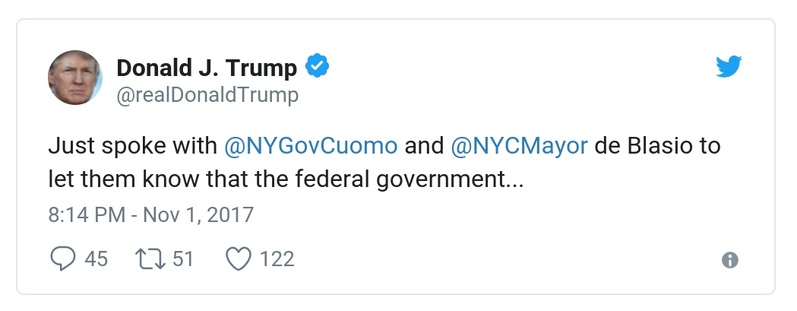 Donald J. Trump
@realDonaldTrump
Just spoke with @NYGovCuomo and @NYCMayor de Blasio to
let them know that the federal government...
8:14 PM - Nov 1, 2017
45 51 122